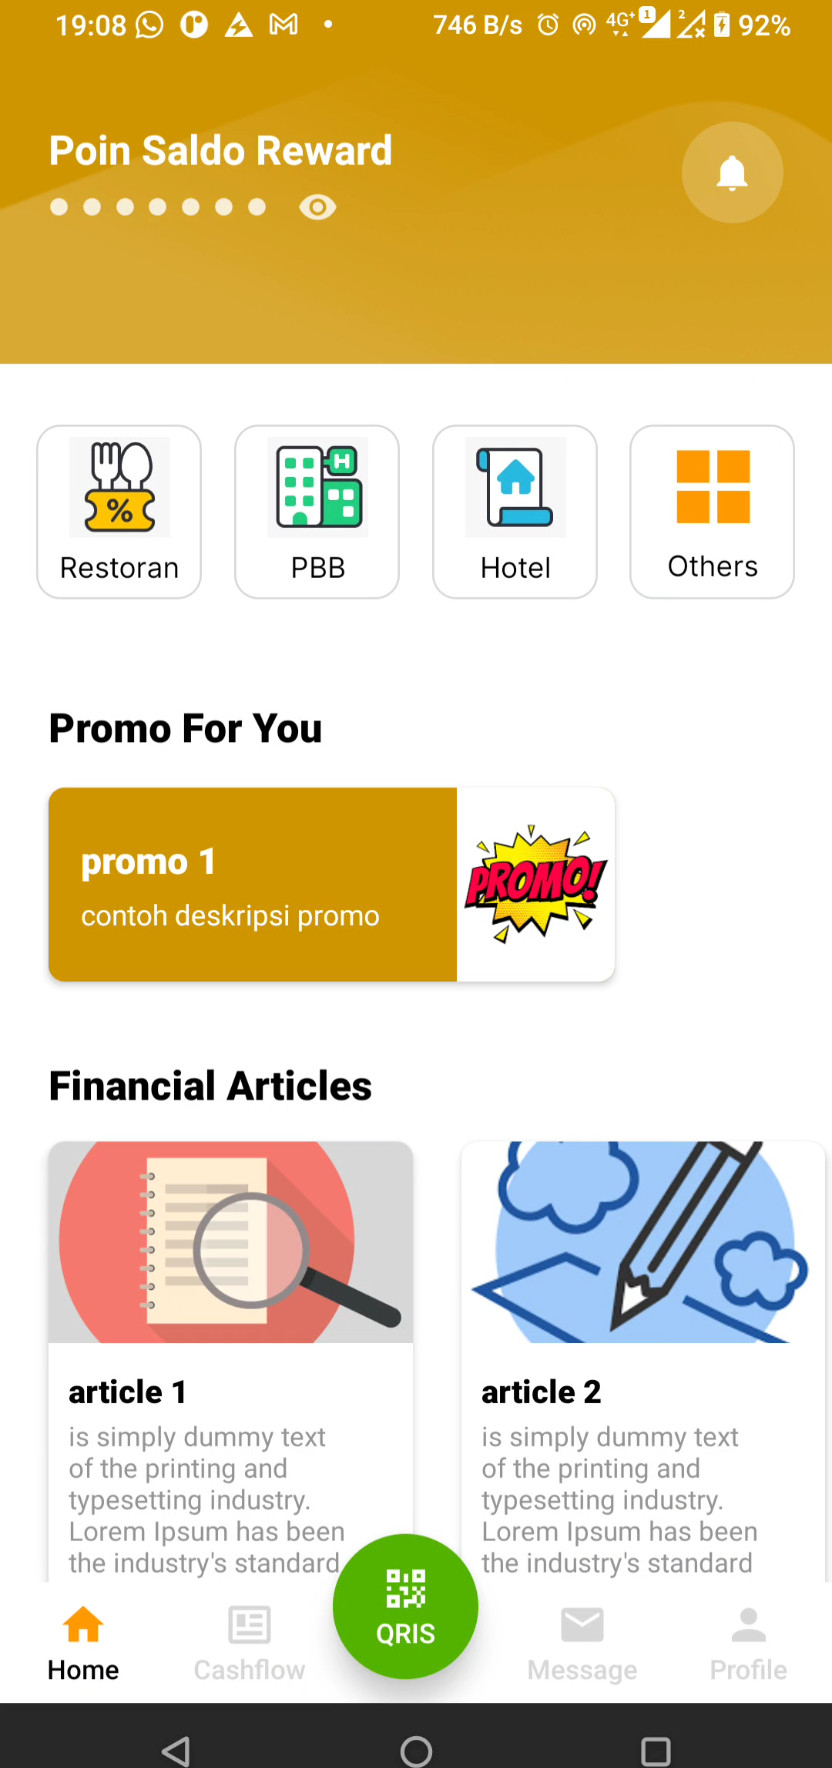 19:08 746 B/s 4G+ 1 2 92%
Poin Saldo Reward
% H
Restoran PBB Hotel Others
Promo For You
promo 1
contoh deskripsi promo
PROMO!
Financial Articles
article 1
is simply dummy text
of the printing and
typesetting industry.
Lorem Ipsum has been
the industry's standard
article 2
is simply dummy text
of the printing and
typesetting industry.
Lorem Ipsum has been
the industry's standard
Home Cashflow QRIS Message Profile